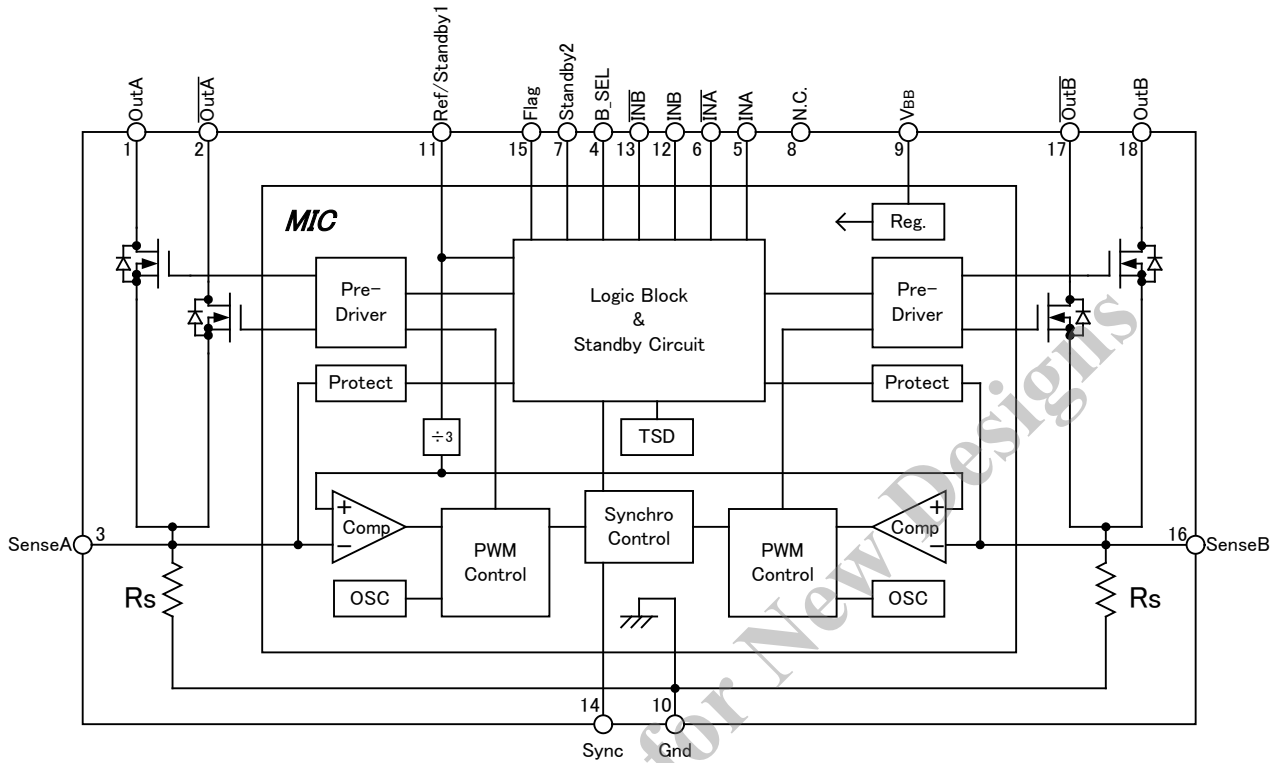 OutA
OutA
Ref/Standby1
Flag
Standby2
B_SEL
INB
INB
INA
INA
N.C.
VBB
OutB
OutB
1
2
11
15
7
4
13
12
6
5
8
9
17
18
MIC
Reg.
Pre-
Driver
Logic Block
&
Standby Circuit
Pre-
Driver
Protect
Protect
÷3
TSD
+
Comp
−
Synchro
Control
+
Comp
−
PWM
Control
PWM
Control
SenseA
3
16
SenseB
Rs
OSC
OSC
Rs
14
10
Sync
Gnd
for New Designs